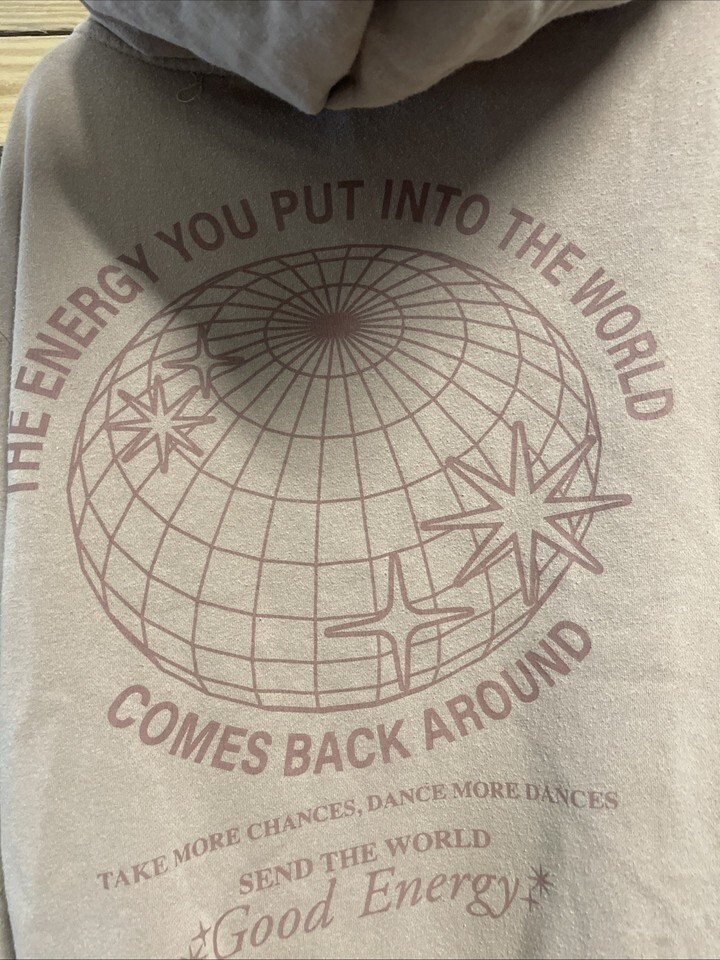 THE ENERGY YOU PUT INTO THE WORLD
COMES BACK AROUND
TAKE MORE CHANCES, DANCE MORE DANCES
SEND THE WORLD
Good Energy